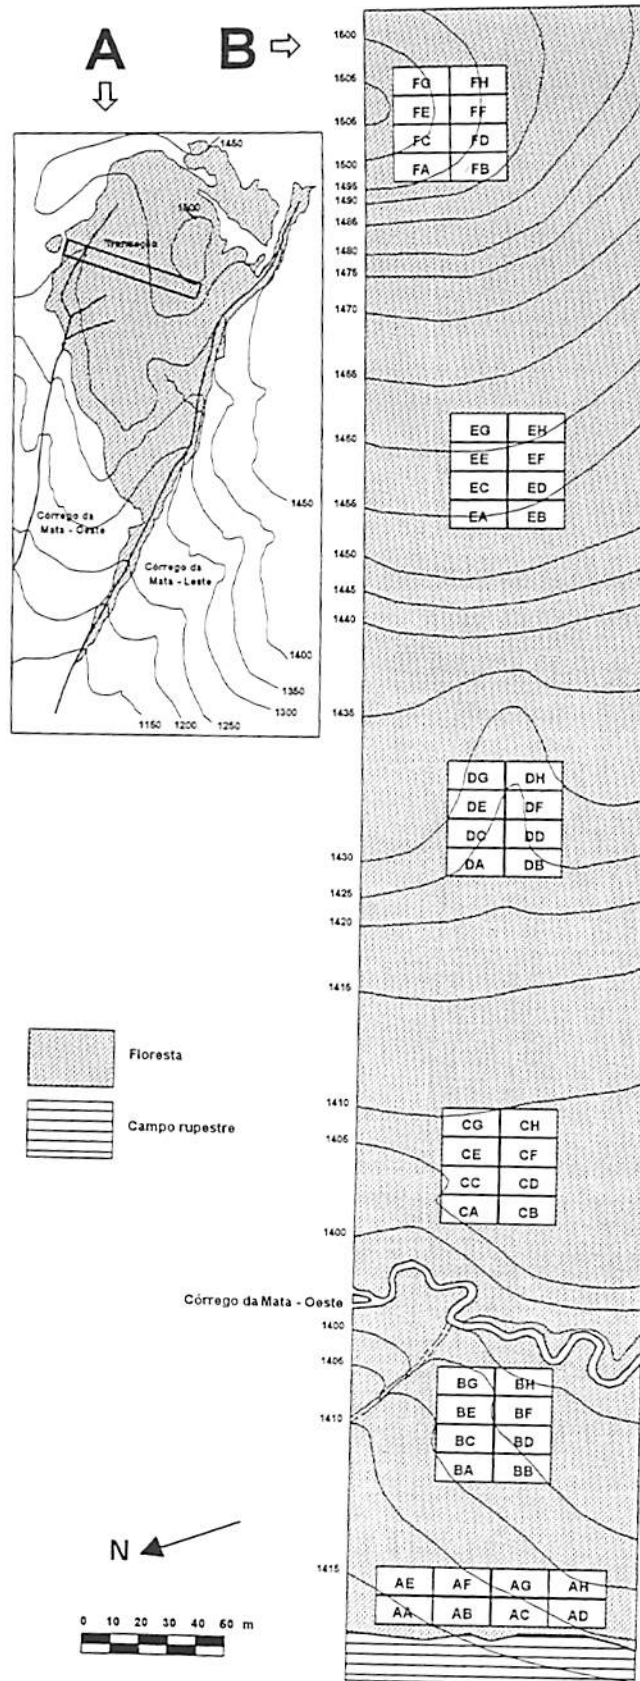 A
B
1450
1500
Transeção
Córrego da
Mata - Oeste
Córrego da
Mata - Leste
1450
1400
1350
1300
1250
1200
1150
1500
1505
1505
1500
1495
1490
1485
1480
1475
1470
1465
1460
1455
1450
1445
1440
1435
1430
1425
1420
1415
1410
1405
1400
Córrego da Mata - Oeste
1400
1405
1410
1415
FG FH
FE FF
FC FD
FA FB
EG EH
EE EF
EC ED
EA EB
DG DH
DE DF
DC DD
DA DB
CG CH
CE CF
CC CD
CA CB
BG BH
BE BF
BC BD
BA BB
AE AF AG AH
AA AB AC AD
Floresta
Campo rupestre
N
0 10 20 30 40 50 m